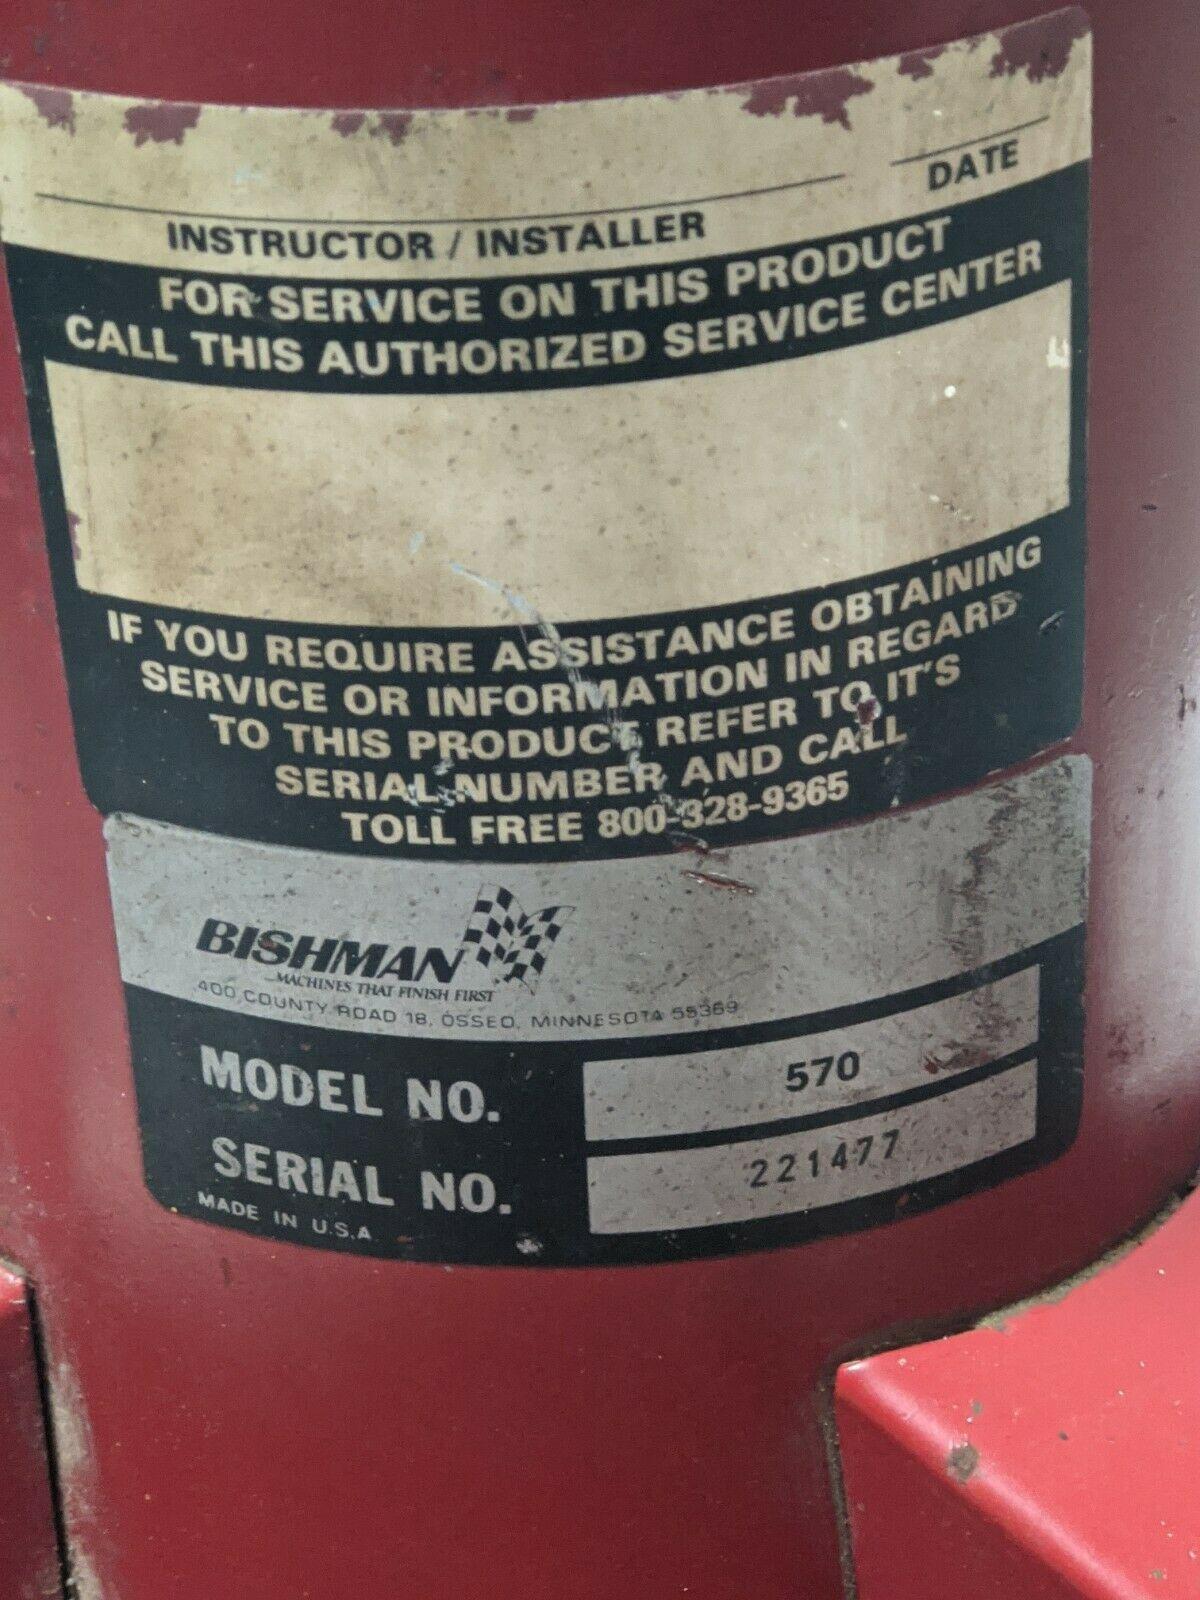 DATE
INSTRUCTOR / INSTALLER
FOR SERVICE ON THIS PRODUCT
CALL THIS AUTHORIZED SERVICE CENTER
IF YOU REQUIRE ASSISTANCE OBTAINING
SERVICE OR INFORMATION IN REGARD
TO THIS PRODUCT REFER TO IT'S
SERIAL NUMBER AND CALL
TOLL FREE 800-328-9365
BISHMAN
MACHINES THAT FINISH FIRST
400 COUNTY ROAD 18, OSSEO, MINNESOTA 55369
MODEL NO. 570
SERIAL NO. 221477
MADE IN U.S.A